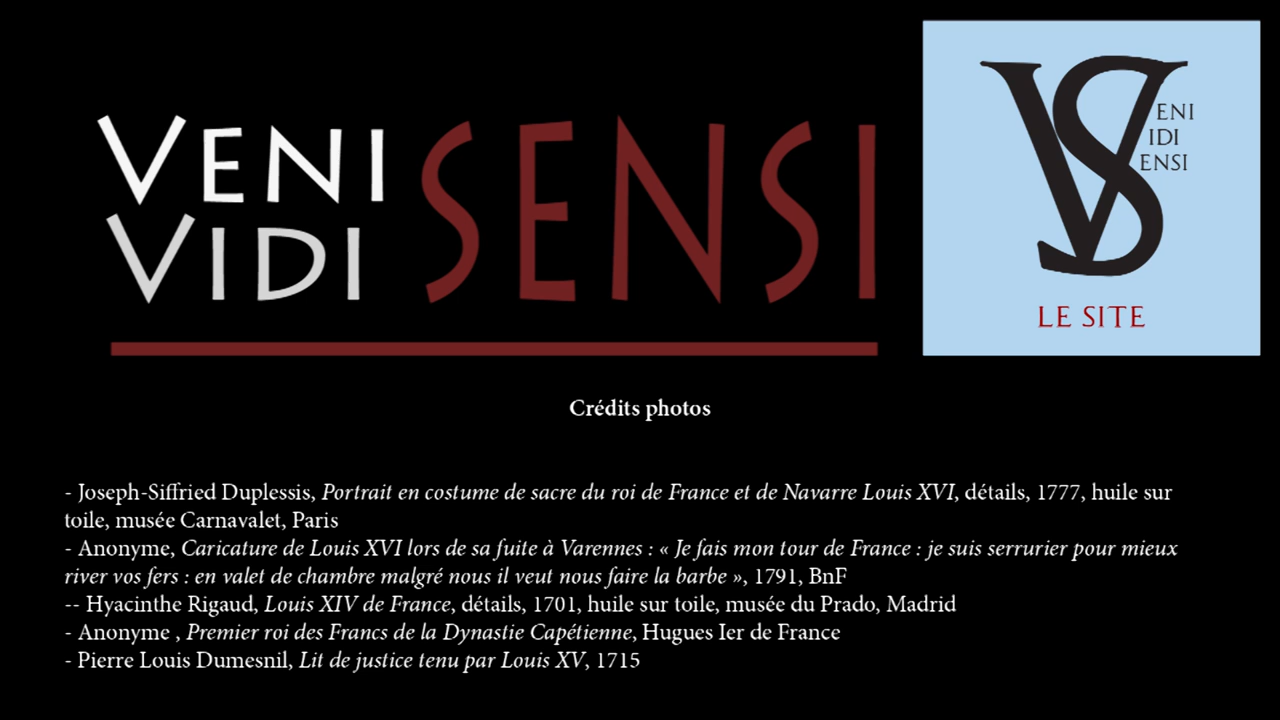 VENI
VIDI
SENSI
VS
ENI
IDI
ENSI
LE SITE
Crédits photos
- Joseph-Siffried Duplessis, Portrait en costume de sacre du roi de France et de Navarre Louis XVI, détails, 1777, huile sur
toile, musée Carnavalet, Paris
- Anonyme, Caricature de Louis XVI lors de sa fuite à Varennes : « Je fais mon tour de France : je suis serrurier pour mieux
river vos fers : en valet de chambre malgré nous il veut nous faire la barbe », 1791, BnF
-- Hyacinthe Rigaud, Louis XIV de France, détails, 1701, huile sur toile, musée du Prado, Madrid
- Anonyme , Premier roi des Francs de la Dynastie Capétienne, Hugues Ier de France
- Pierre Louis Dumesnil, Lit de justice tenu par Louis XV, 1715